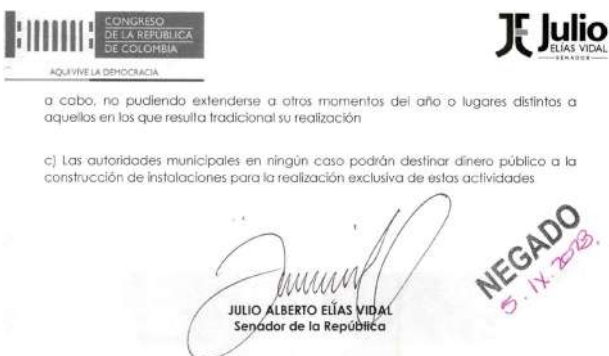 CONGRESO
DE LA REPÚBLICA
DE COLOMBIA
AQUÍ VIVE LA DEMOCRACIA
JE Julio
ELÍAS VIDAL
SENADOR
a cabo, no pudiendo extenderse a otros momentos del año o lugares distintos a
aquellos en los que resulta tradicional su realización
c) Las autoridades municipales en ningún caso podrán destinar dinero público a la
construcción de instalaciones para la realización exclusiva de estas actividades
NEGADO
5. IX. 2023.
JULIO ALBERTO ELÍAS VIDAL
Senador de la República